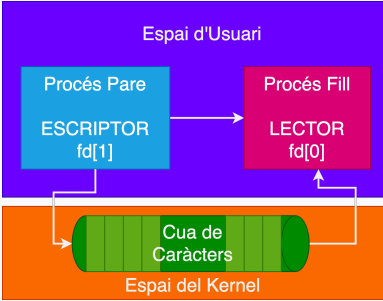 Espai d'Usuari
Procés Pare
ESCRIPTOR
fd[1]
Procés Fill
LECTOR
fd[0]
Cua de
Caràcters
Espai del Kernel